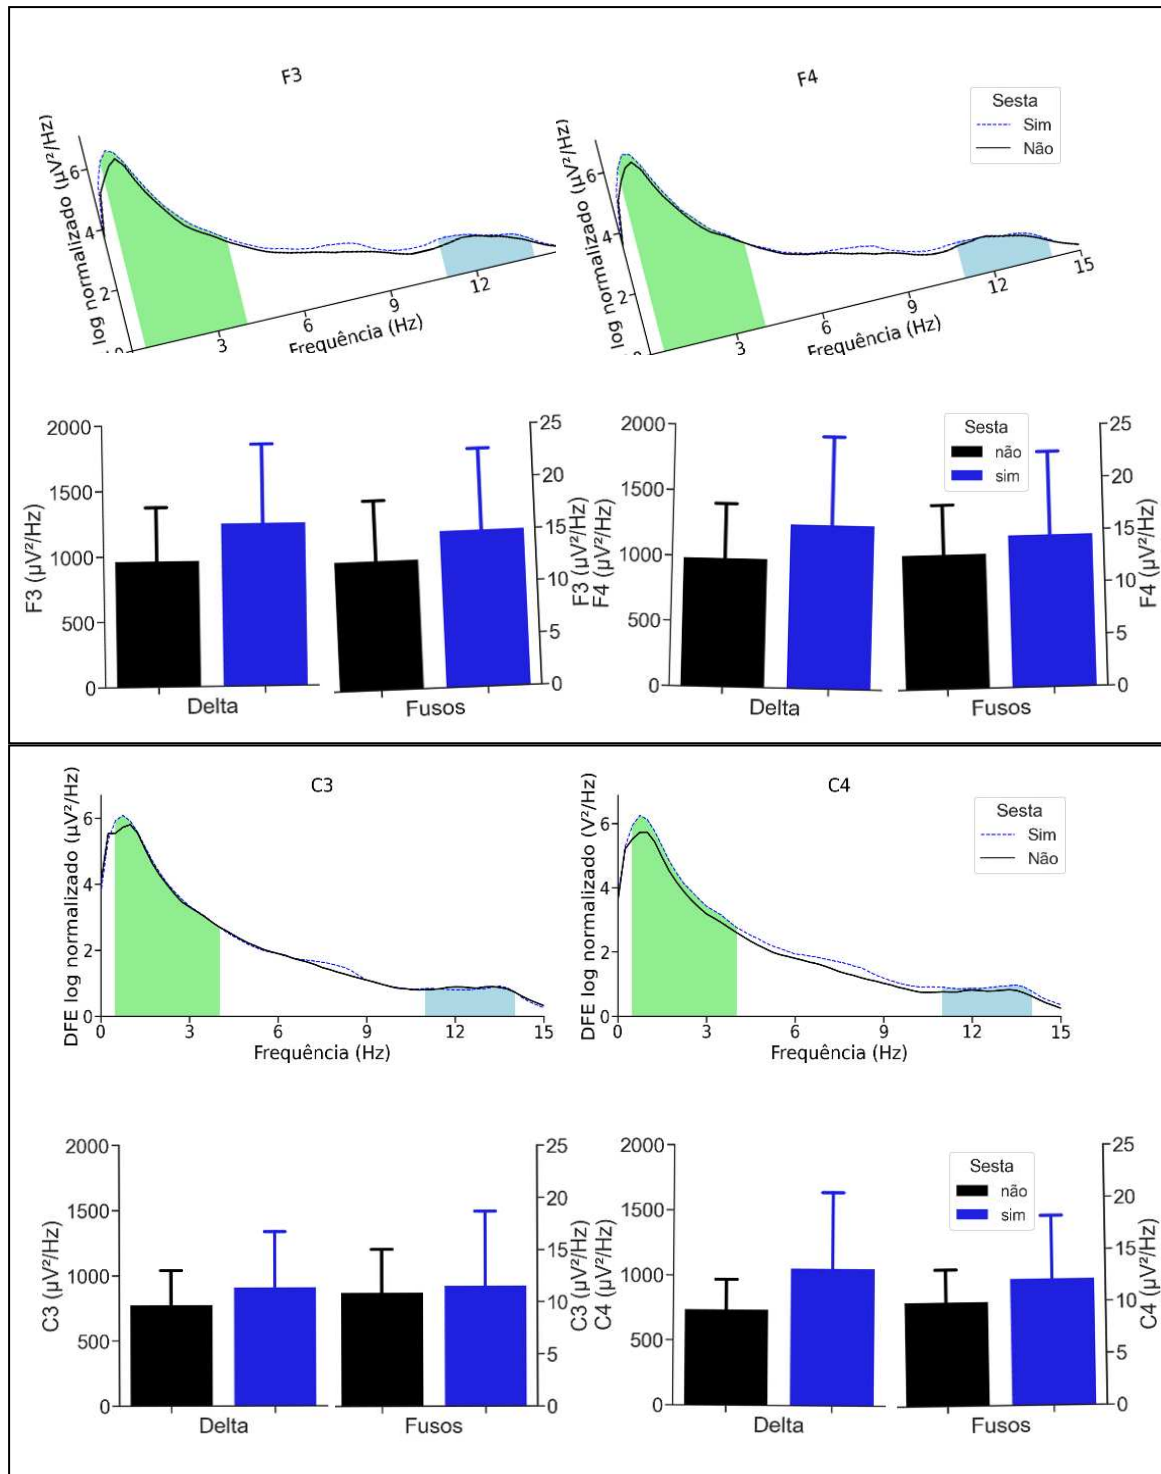 F3
log normalizado (µV²/Hz)
6
4
2
3
6
9
12
Frequência (Hz)
F4
log normalizado (µV²/Hz)
6
4
2
3
6
9
12
15
Frequência (Hz)
Sesta
Sim
Não
F3 (µV²/Hz)
2000
1500
1000
500
0
Delta
Fusos
25
20
15
10
5
0
F3 (µV²/Hz)
F4 (µV²/Hz)
2000
1500
1000
500
0
Delta
Fusos
Sesta
não
sim
25
20
15
10
5
0
F4 (µV²/Hz)
C3
DFE log normalizado (µV²/Hz)
6
4
2
0
0
3
6
9
12
15
Frequência (Hz)
C4
DFE log normalizado (V²/Hz)
6
4
2
0
0
3
6
9
12
15
Frequência (Hz)
Sesta
Sim
Não
C3 (µV²/Hz)
2000
1500
1000
500
0
Delta
Fusos
25
20
15
10
5
0
C3 (µV²/Hz)
C4 (µV²/Hz)
2000
1500
1000
500
0
Delta
Fusos
Sesta
não
sim
25
20
15
10
5
0
C4 (µV²/Hz)